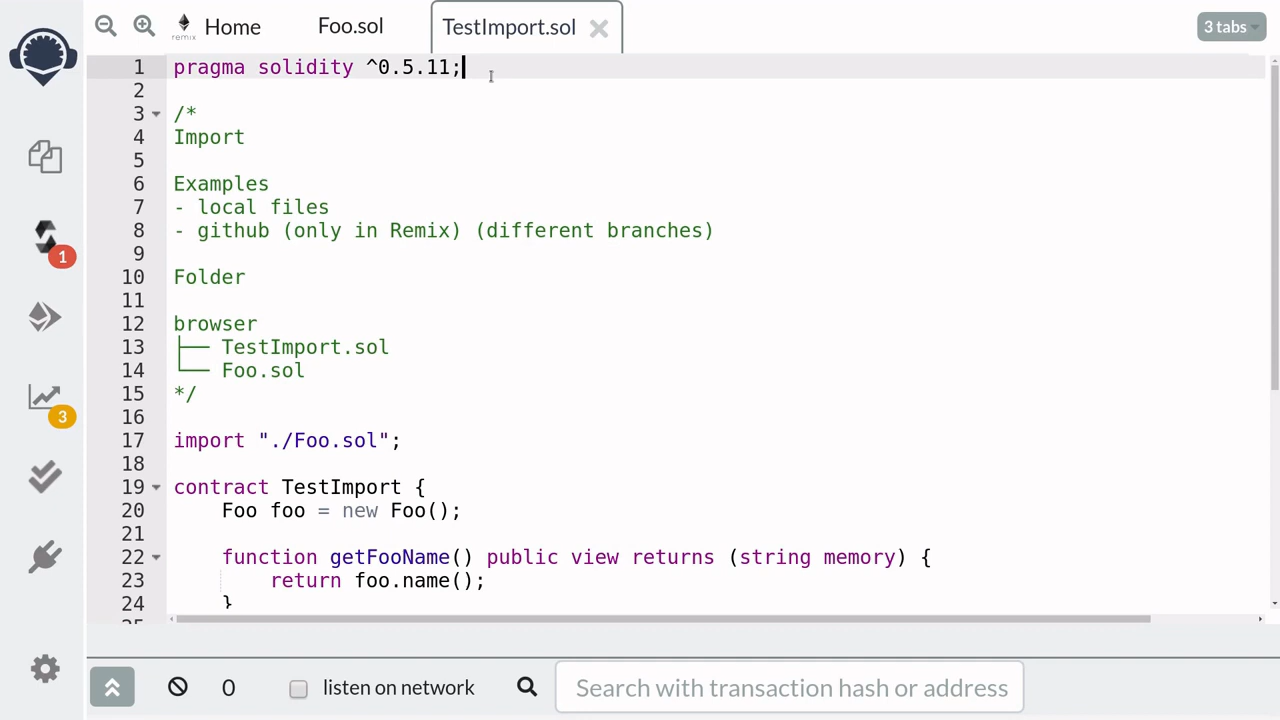 remix
Home
Foo.sol
TestImport.sol
3 tabs
1 pragma solidity ^0.5.11;
2
3 /*
4 Import
5
6 Examples
7 - local files
8 - github (only in Remix) (different branches)
9
10 Folder
11
12 browser
13 ├── TestImport.sol
14 └── Foo.sol
15 */
16
17 import "./Foo.sol";
18
19 contract TestImport {
20     Foo foo = new Foo();
21
22     function getFooName() public view returns (string memory) {
23         return foo.name();
24     }
25
1
3
0
listen on network
Search with transaction hash or address